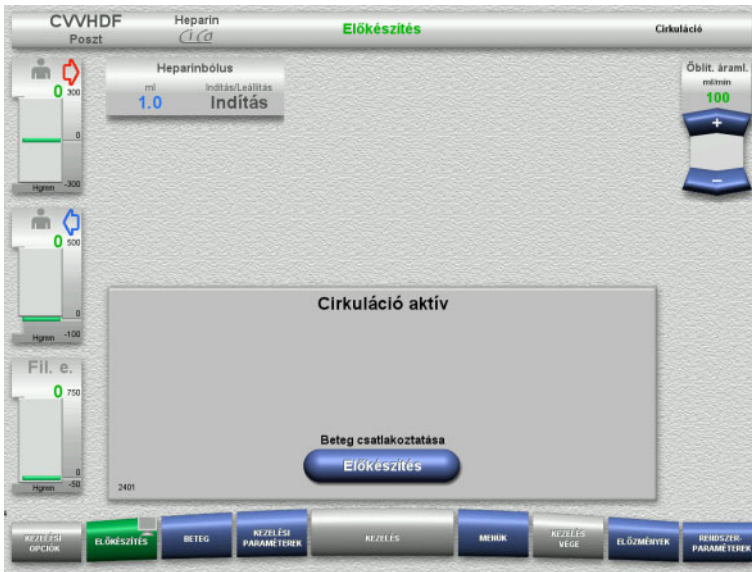 CVVHDF
Poszt
Heparin
Ci Ca
Előkészítés
Cirkuláció
0 300
0
Hgmm -300
Heparinbólus
ml Indítás/Leállítás
1.0 Indítás
Öblít. áraml.
ml/min
100
+
–
0 500
0
Hgmm -100
Fil. e.
0 750
0
Hgmm -50
Cirkuláció aktív
Beteg csatlakoztatása
Előkészítés
2401
KEZELÉSI
OPCIÓK
ELŐKÉSZÍTÉS
BETEG
KEZELÉSI
PARAMÉTEREK
KEZELÉS
MENÜK
KEZELÉS
VÉGE
ELŐZMÉNYEK
RENDSZER-
PARAMÉTEREK